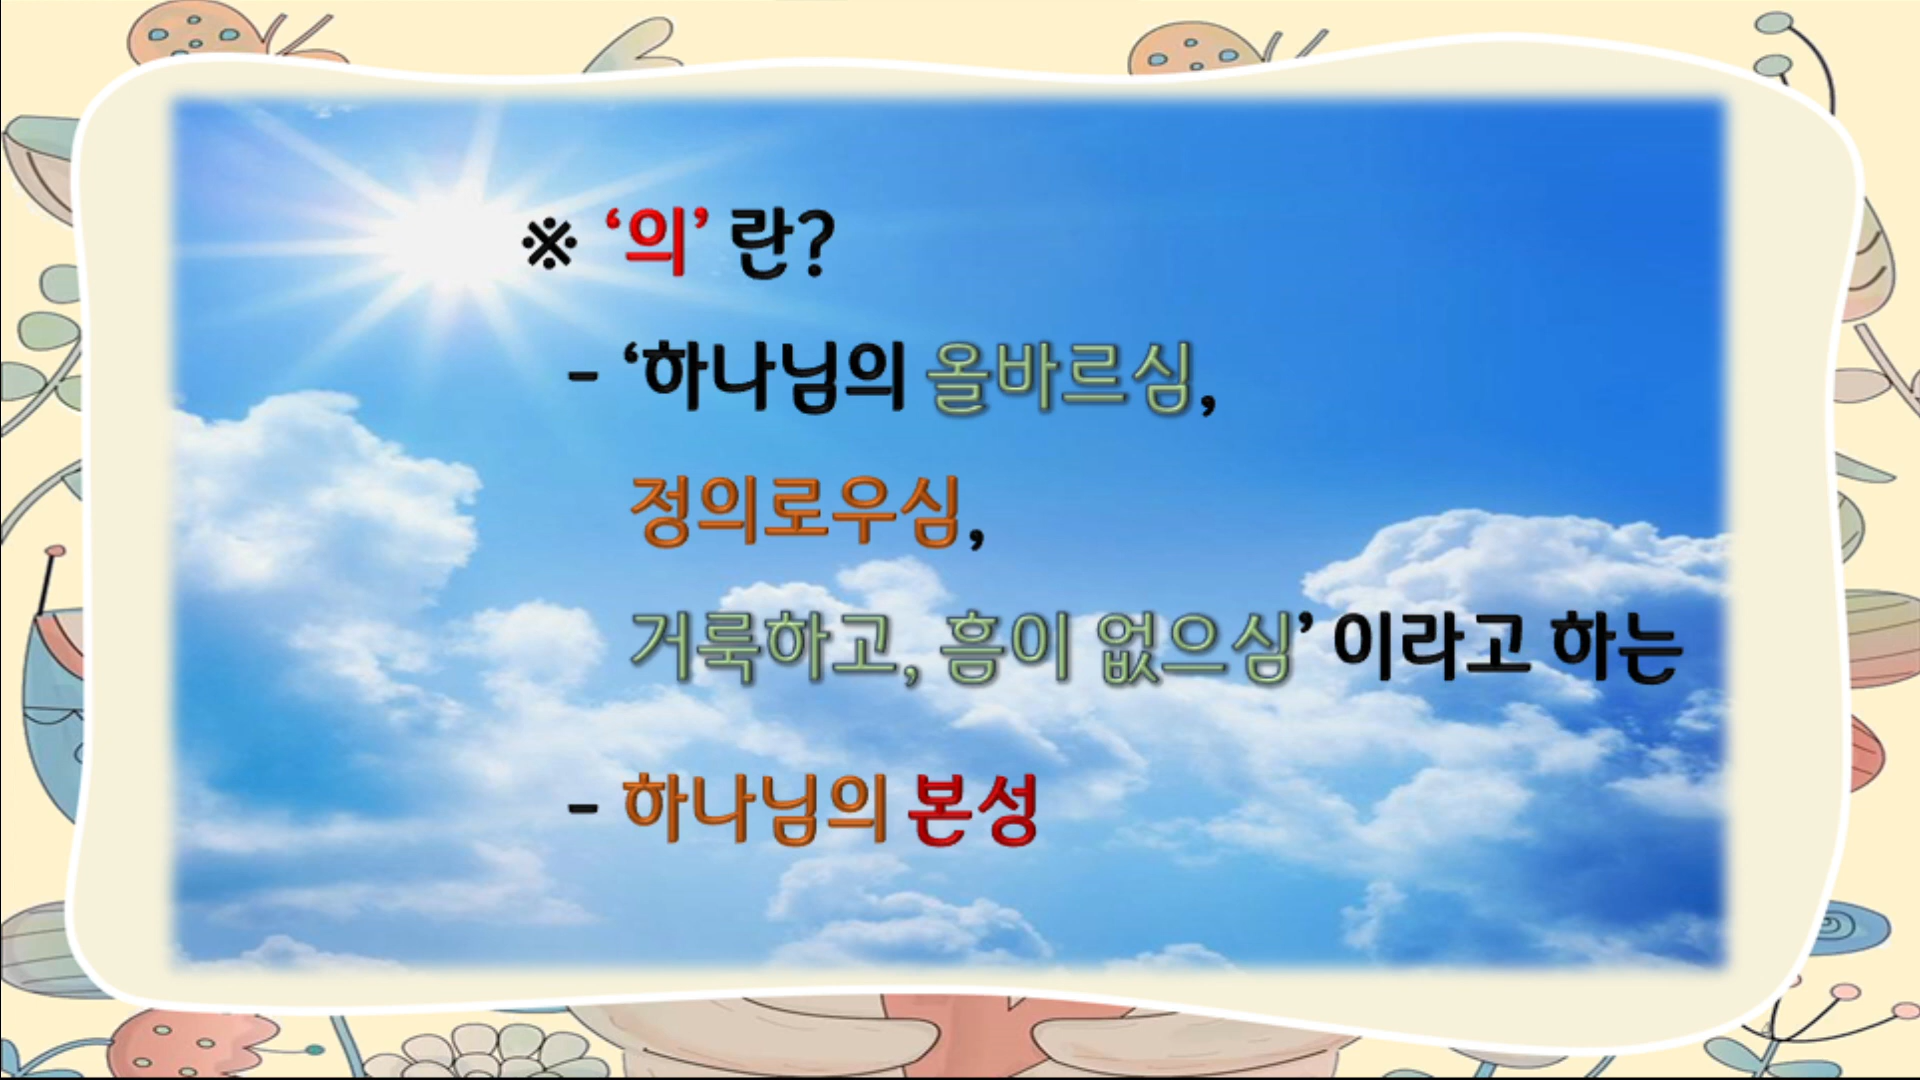 ※ ‘의’ 란?
- ‘하나님의 올바르심,
정의로우심,
거룩하고, 흠이 없으심’ 이라고 하는
- 하나님의 본성